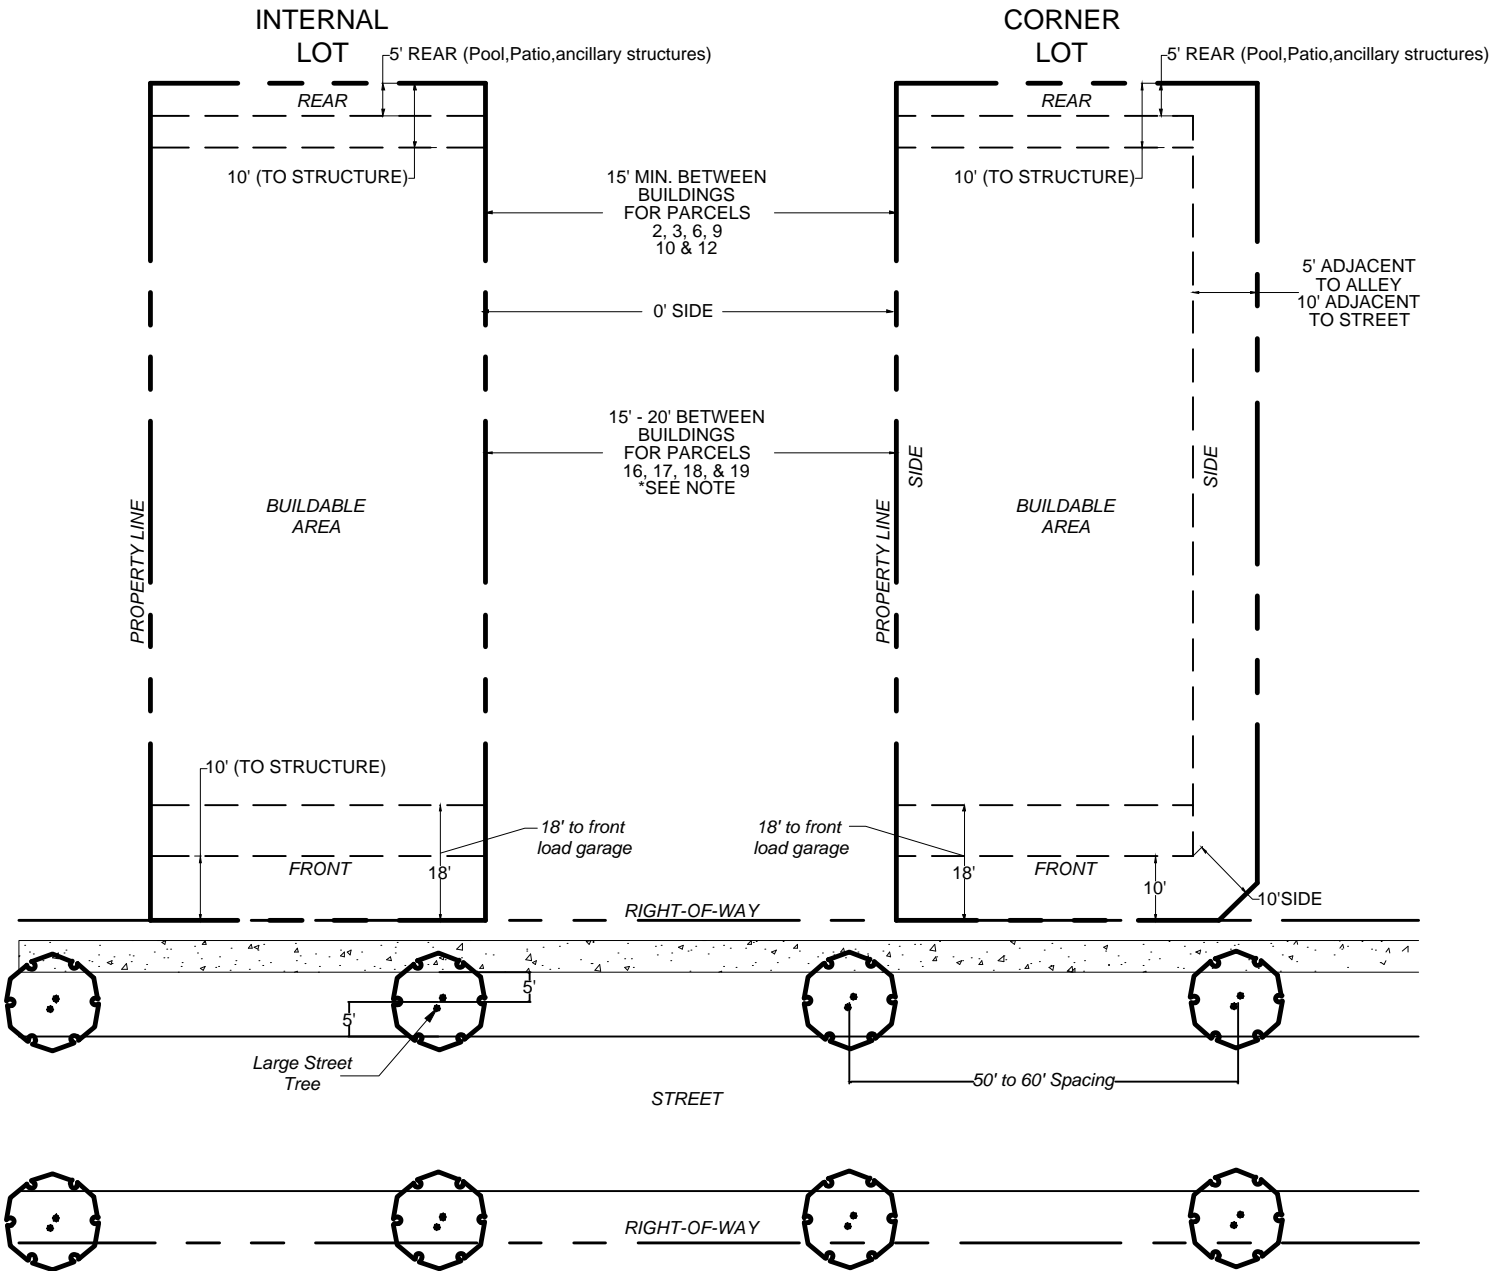 INTERNAL
LOT
CORNER
LOT
5' REAR (Pool,Patio,ancillary structures)
5' REAR (Pool,Patio,ancillary structures)
REAR
REAR
10' (TO STRUCTURE)
15' MIN. BETWEEN
BUILDINGS
FOR PARCELS
2, 3, 6, 9
10 & 12
10' (TO STRUCTURE)
5' ADJACENT
TO ALLEY
10' ADJACENT
TO STREET
0' SIDE
15' - 20' BETWEEN
BUILDINGS
FOR PARCELS
16, 17, 18, & 19
*SEE NOTE
SIDE
SIDE
PROPERTY LINE
BUILDABLE
AREA
PROPERTY LINE
BUILDABLE
AREA
10' (TO STRUCTURE)
18' to front
load garage
18' to front
load garage
FRONT
18'
FRONT
18'
10'
10'SIDE
RIGHT-OF-WAY
5'
5'
Large Street
Tree
50' to 60' Spacing
STREET
RIGHT-OF-WAY